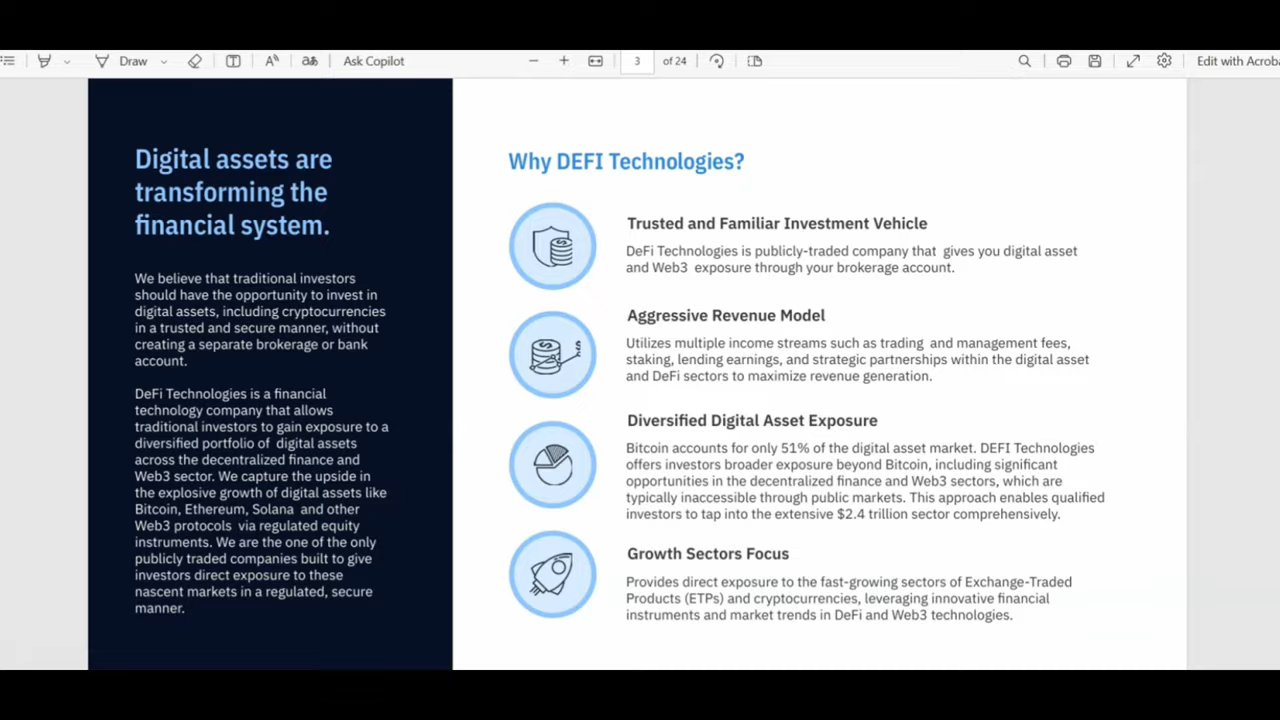 Draw
Ask Copilot
3 of 24
Edit with Acroba
Digital assets are
transforming the
financial system.
We believe that traditional investors
should have the opportunity to invest in
digital assets, including cryptocurrencies
in a trusted and secure manner, without
creating a separate brokerage or bank
account.
DeFi Technologies is a financial
technology company that allows
traditional investors to gain exposure to a
diversified portfolio of digital assets
across the decentralized finance and
Web3 sector. We capture the upside in
the explosive growth of digital assets like
Bitcoin, Ethereum, Solana and other
Web3 protocols via regulated equity
instruments. We are the one of the only
publicly traded companies built to give
investors direct exposure to these
nascent markets in a regulated, secure
manner.
Why DEFI Technologies?
Trusted and Familiar Investment Vehicle
DeFi Technologies is publicly-traded company that gives you digital asset
and Web3 exposure through your brokerage account.
Aggressive Revenue Model
Utilizes multiple income streams such as trading and management fees,
staking, lending earnings, and strategic partnerships within the digital asset
and DeFi sectors to maximize revenue generation.
Diversified Digital Asset Exposure
Bitcoin accounts for only 51% of the digital asset market. DEFI Technologies
offers investors broader exposure beyond Bitcoin, including significant
opportunities in the decentralized finance and Web3 sectors, which are
typically inaccessible through public markets. This approach enables qualified
investors to tap into the extensive $2.4 trillion sector comprehensively.
Growth Sectors Focus
Provides direct exposure to the fast-growing sectors of Exchange-Traded
Products (ETPs) and cryptocurrencies, leveraging innovative financial
instruments and market trends in DeFi and Web3 technologies.